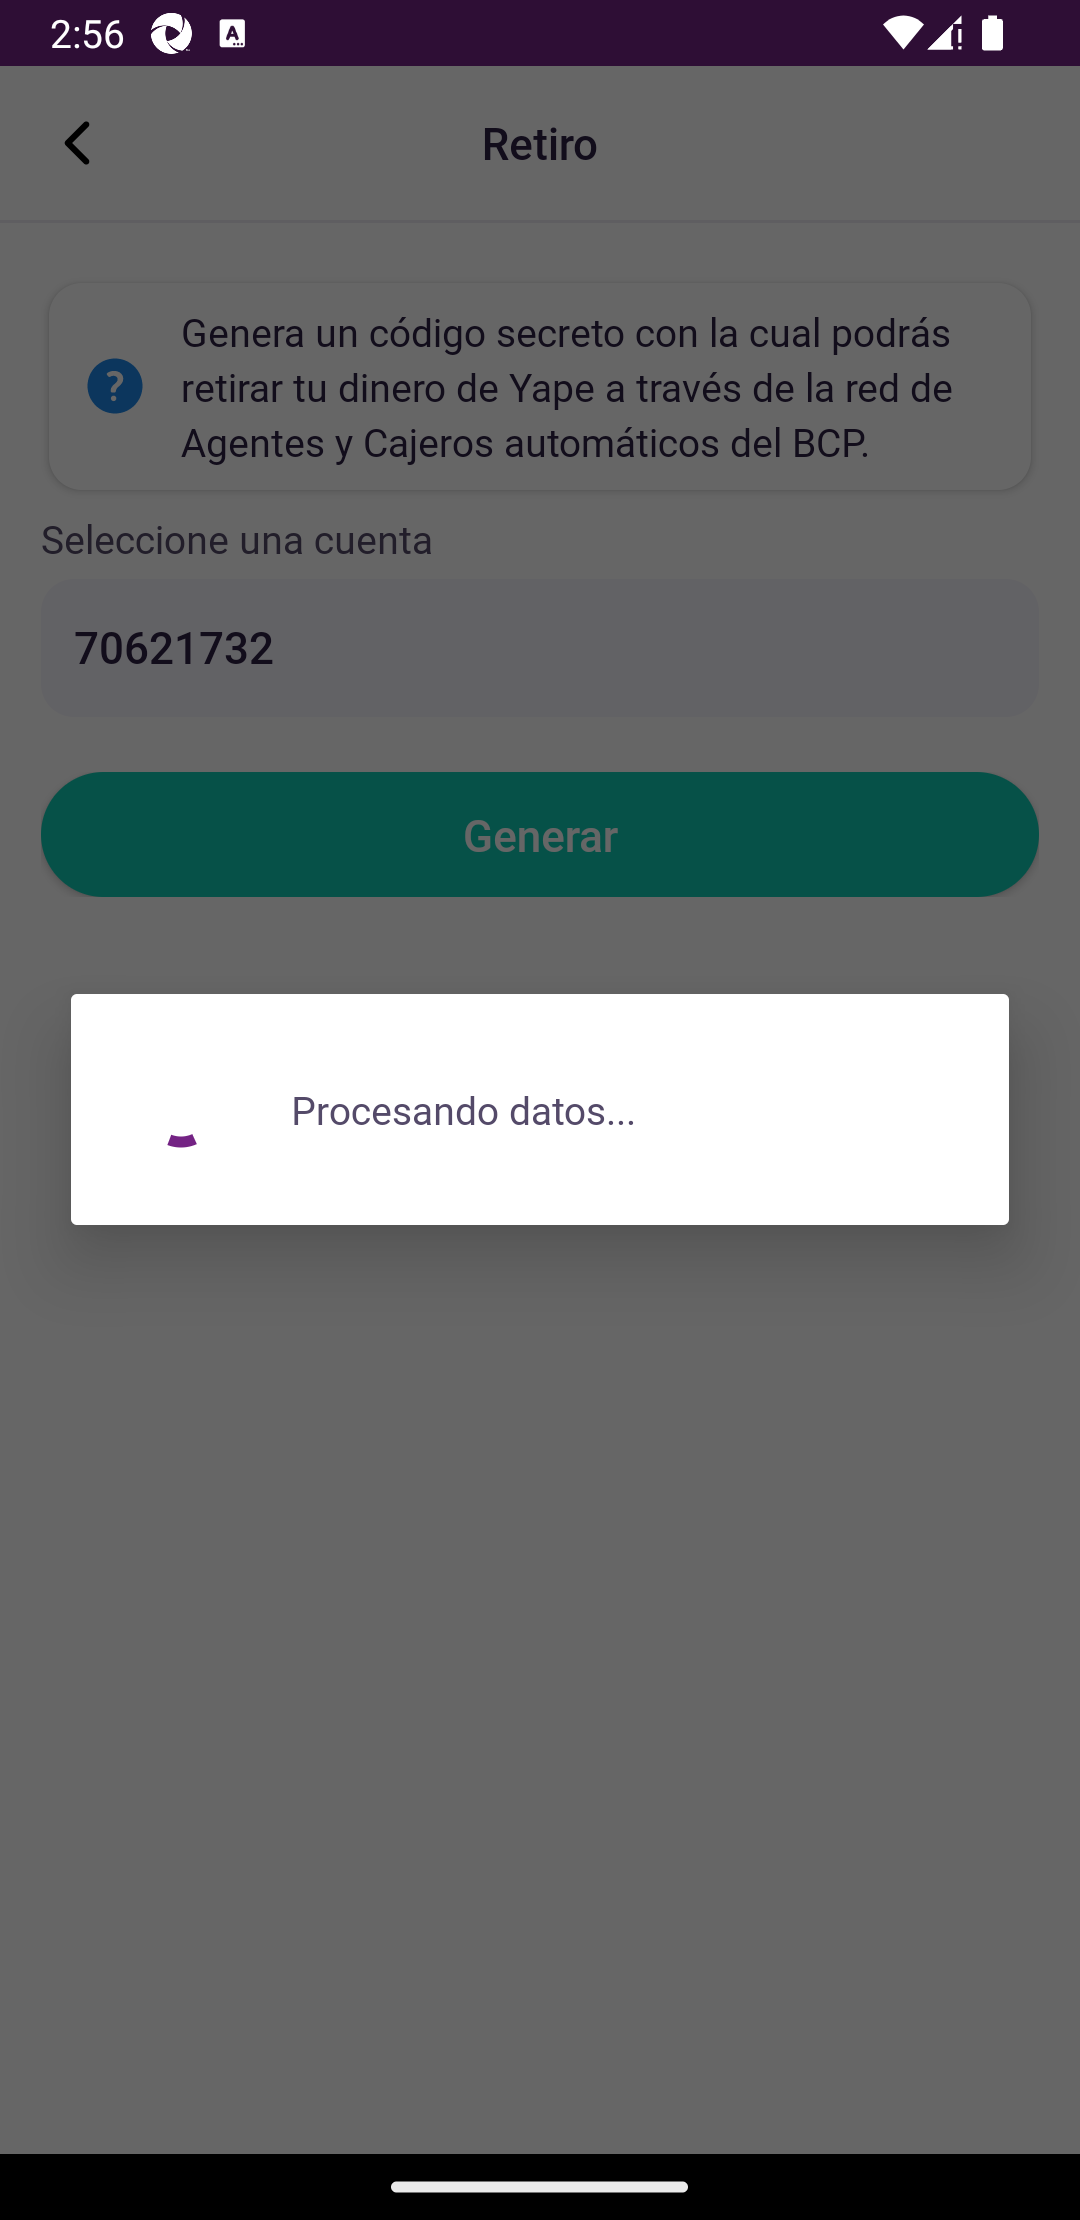 2:56
Retiro
Genera un código secreto con la cual podrás
retirar tu dinero de Yape a través de la red de
Agentes y Cajeros automáticos del BCP.
Seleccione una cuenta
70621732
Generar
Procesando datos...